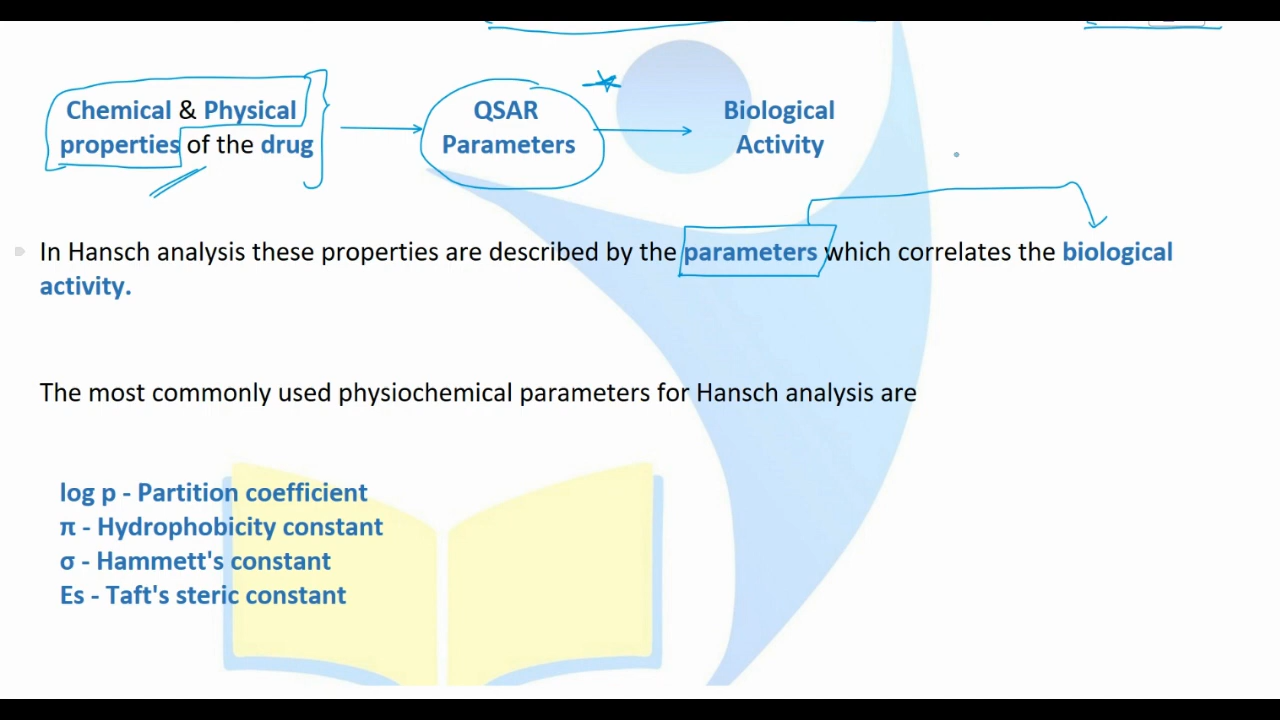 Chemical & Physical
properties of the drug
QSAR
Parameters
Biological
Activity
In Hansch analysis these properties are described by the parameters which correlates the biological
activity.
The most commonly used physiochemical parameters for Hansch analysis are
log p - Partition coefficient
π - Hydrophobicity constant
σ - Hammett's constant
Es - Taft's steric constant